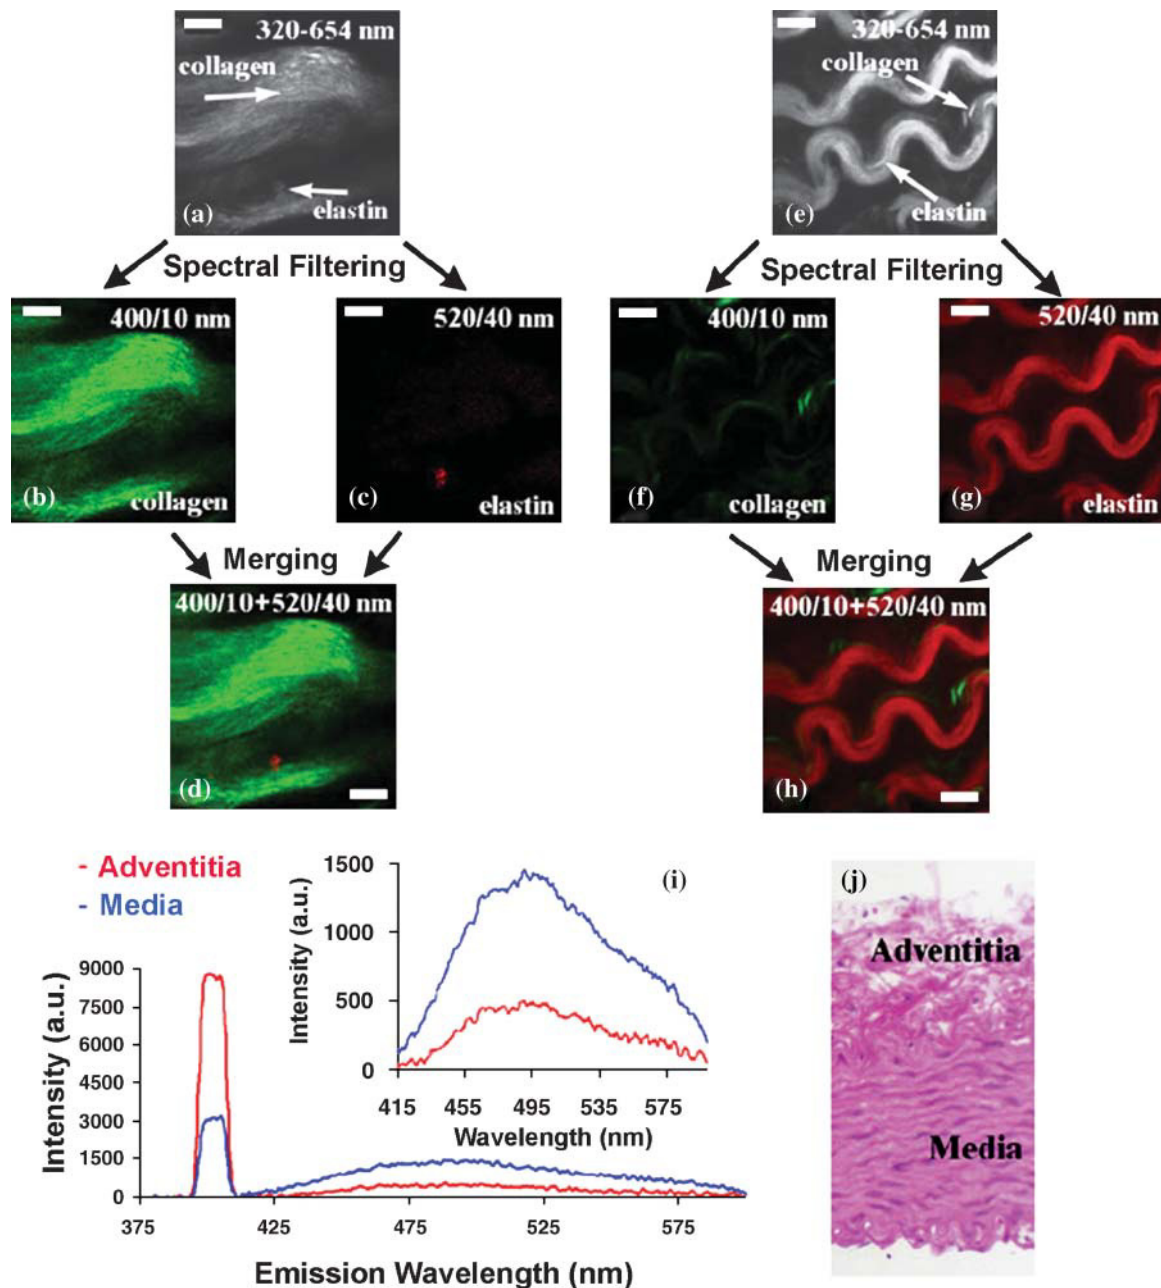 320-654 nm
collagen
elastin
(a)
Spectral Filtering
400/10 nm
(b)
collagen
520/40 nm
(c)
elastin
Merging
400/10+520/40 nm
(d)
320-654 nm
collagen
elastin
(e)
Spectral Filtering
400/10 nm
(f)
collagen
520/40 nm
(g)
elastin
Merging
400/10+520/40 nm
(h)
- Adventitia
- Media
Intensity (a.u.)
9000
7500
6000
4500
3000
1500
0
375
425
475
525
575
Emission Wavelength (nm)
(i)
Intensity (a.u.)
1500
1000
500
0
415
455
495
535
575
Wavelength (nm)
(j)
Adventitia
Media